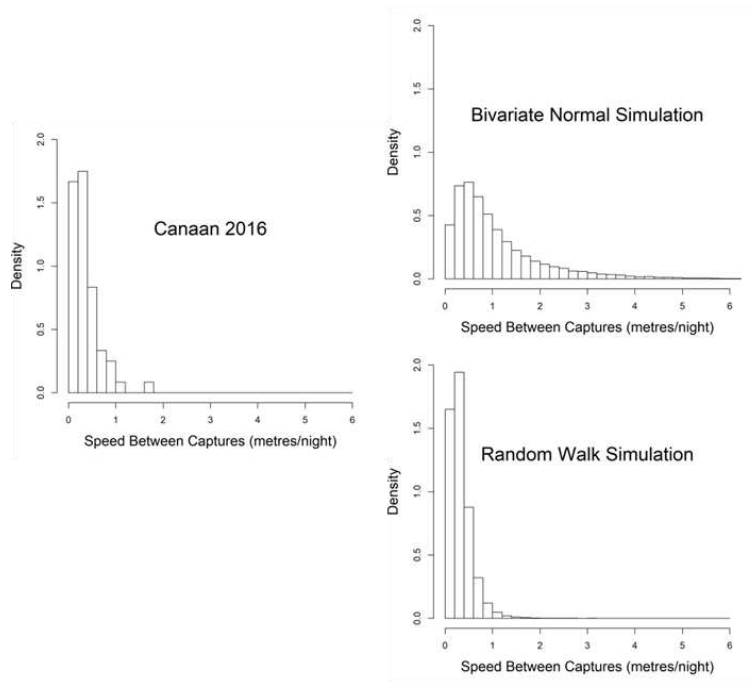 Canaan 2016
Density
2.0
1.5
1.0
0.5
0.0
0 1 2 3 4 5 6
Speed Between Captures (metres/night)
Bivariate Normal Simulation
Density
2.0
1.5
1.0
0.5
0.0
0 1 2 3 4 5 6
Speed Between Captures (metres/night)
Random Walk Simulation
Density
2.0
1.5
1.0
0.5
0.0
0 1 2 3 4 5 6
Speed Between Captures (metres/night)